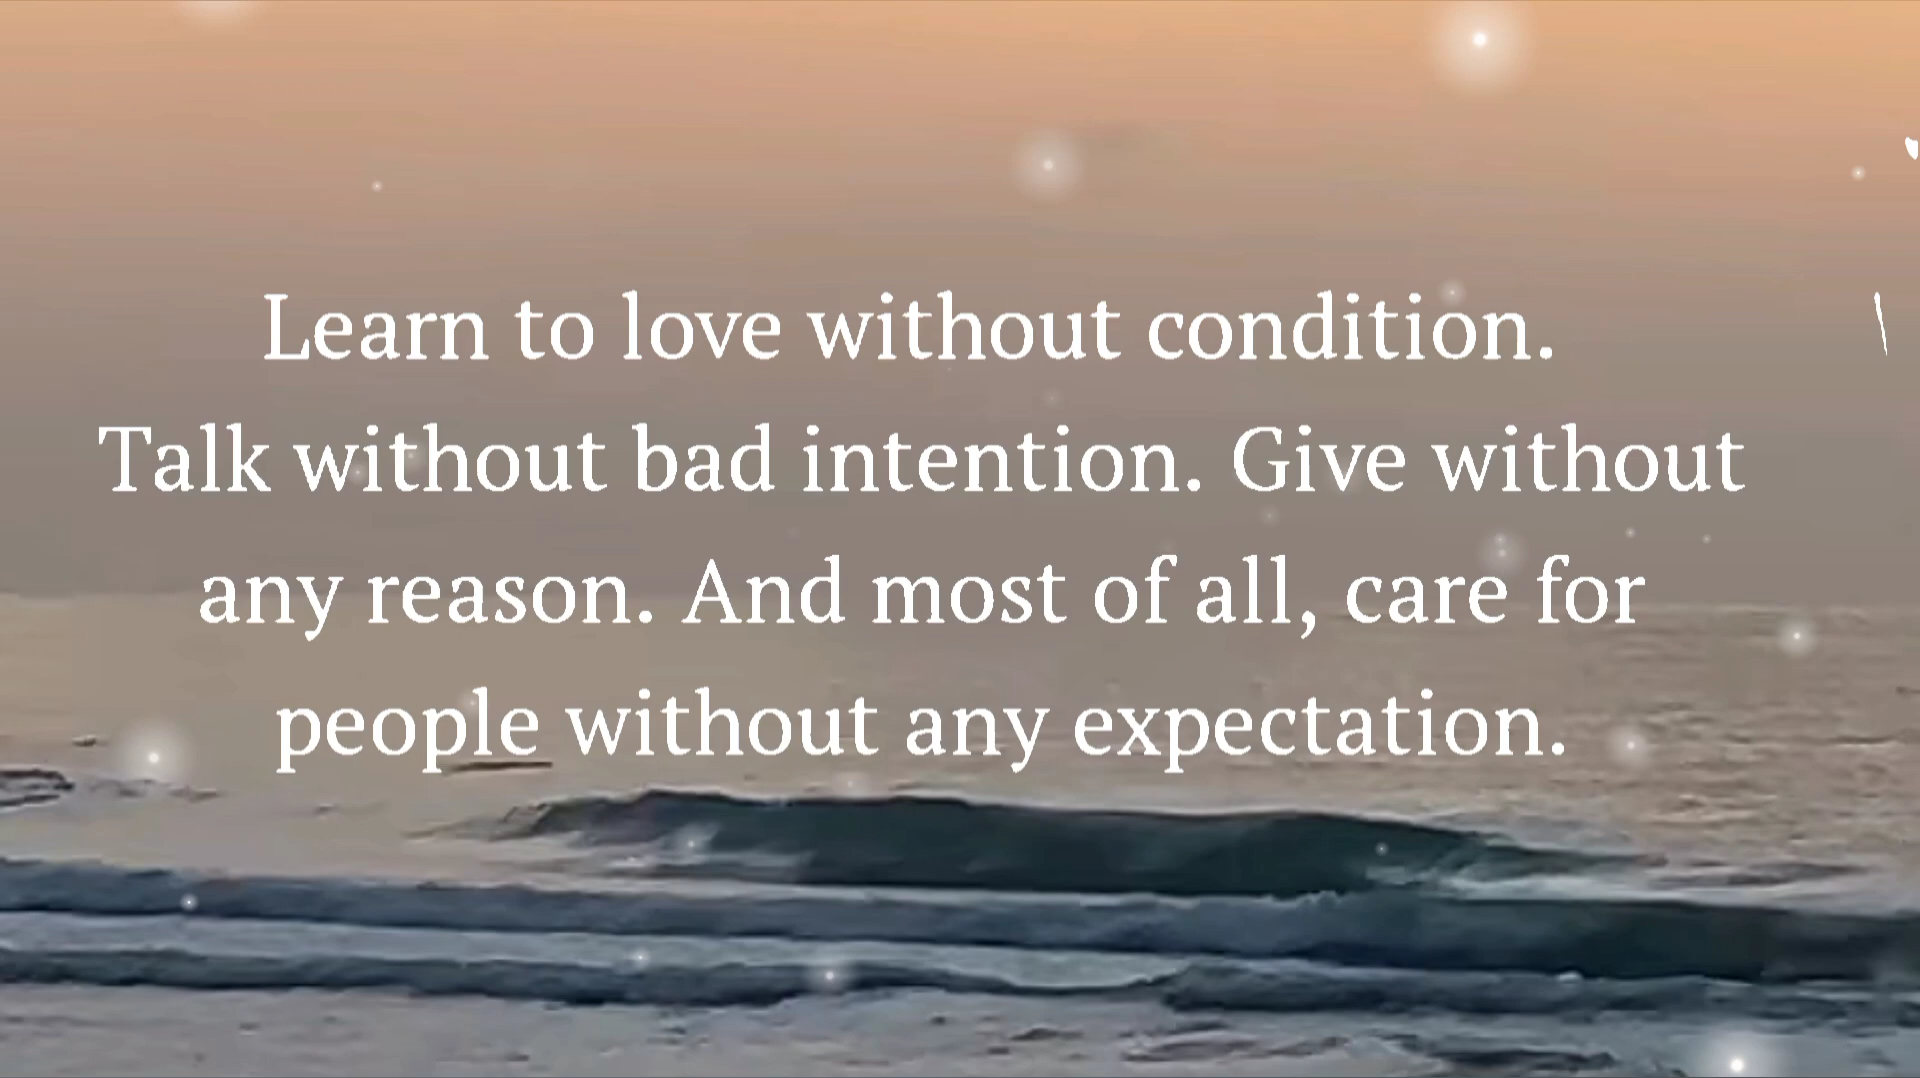 Learn to love without condition.
Talk without bad intention. Give without
any reason. And most of all, care for
people without any expectation.